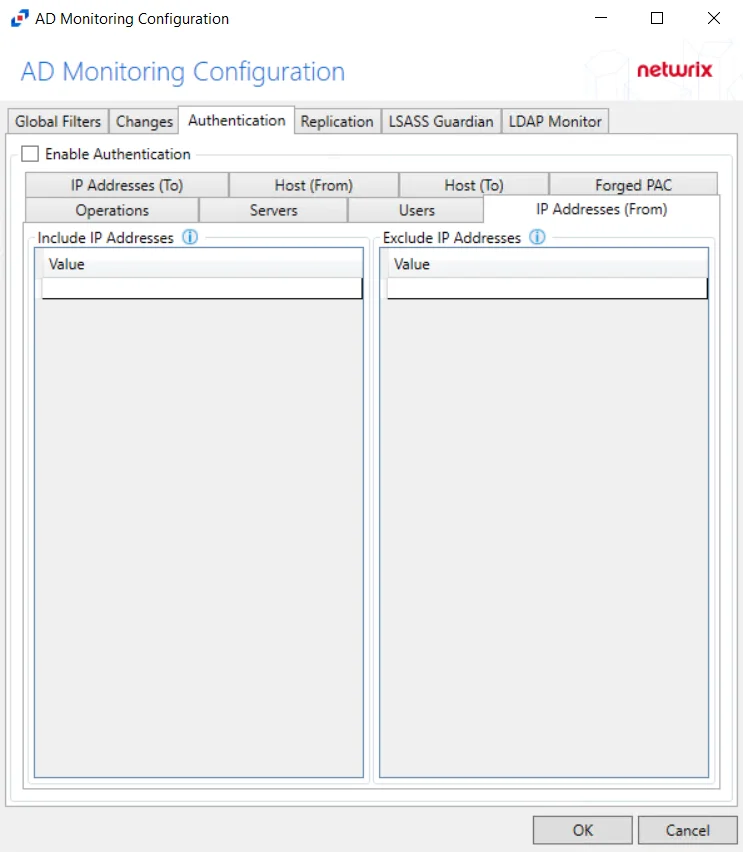 AD Monitoring Configuration
AD Monitoring Configuration
netwrix
Global Filters Changes Authentication Replication LSASS Guardian LDAP Monitor
Enable Authentication
IP Addresses (To) Host (From) Host (To) Forged PAC
Operations Servers Users IP Addresses (From)
Include IP Addresses Exclude IP Addresses
Value Value
OK Cancel